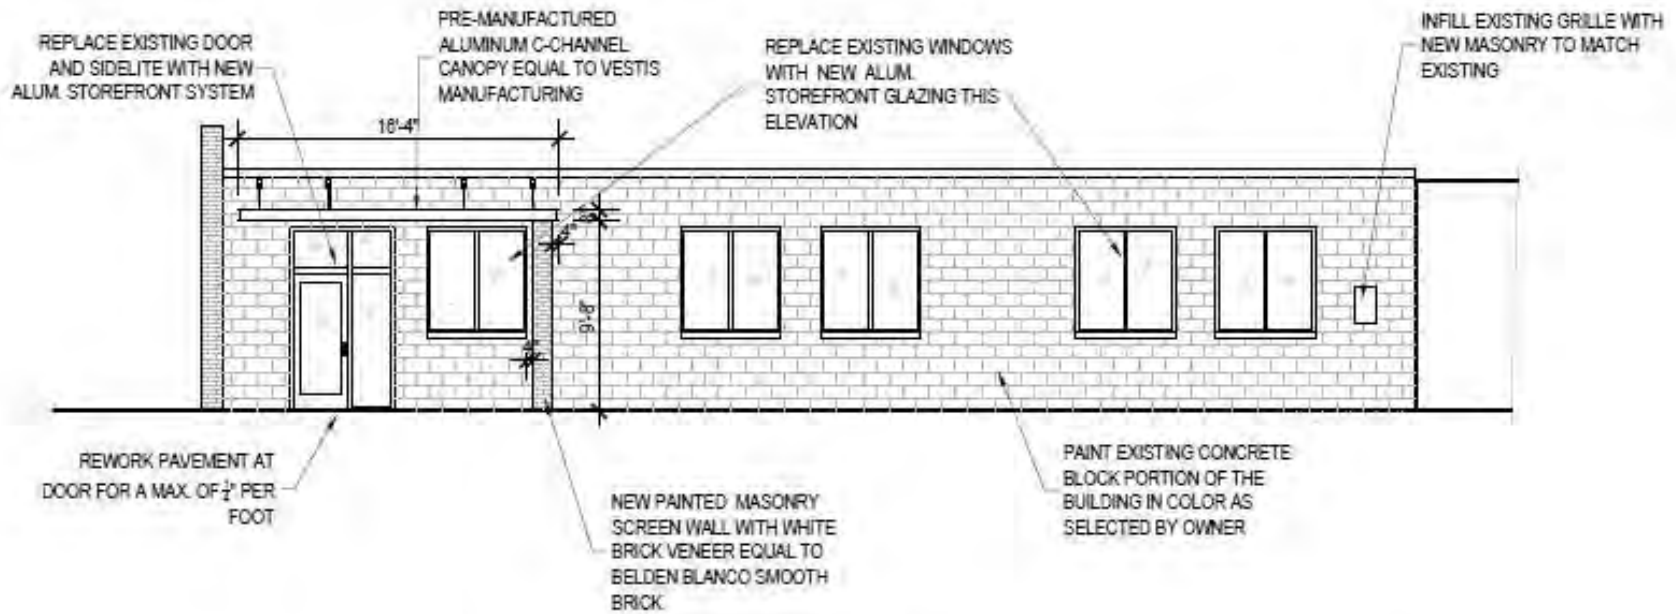 REPLACE EXISTING DOOR
AND SIDELITE WITH NEW
ALUM. STOREFRONT SYSTEM
PRE-MANUFACTURED
ALUMINUM C-CHANNEL
CANOPY EQUAL TO VESTIS
MANUFACTURING
REPLACE EXISTING WINDOWS
WITH NEW ALUM.
STOREFRONT GLAZING THIS
ELEVATION
INFILL EXISTING GRILLE WITH
NEW MASONRY TO MATCH
EXISTING
16'-4"
9'-8"
REWORK PAVEMENT AT
DOOR FOR A MAX. OF ¼" PER
FOOT
NEW PAINTED MASONRY
SCREEN WALL WITH WHITE
BRICK VENEER EQUAL TO
BELDEN BLANCO SMOOTH
BRICK.
PAINT EXISTING CONCRETE
BLOCK PORTION OF THE
BUILDING IN COLOR AS
SELECTED BY OWNER